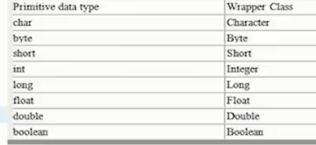 Primitive data type Wrapper Class
char Character
byte Byte
short Short
int Integer
long Long
float Float
double Double
boolean Boolean